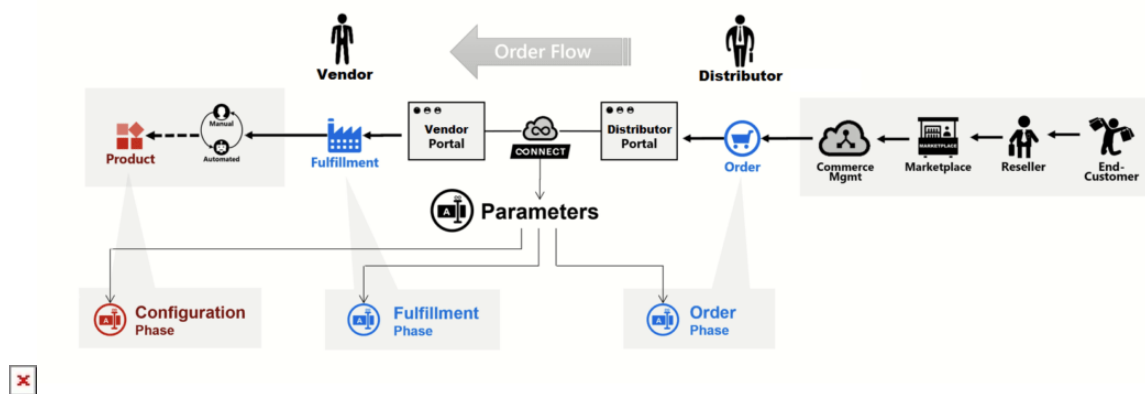 Order Flow
Vendor
Distributor
Manual
Automated
Product
Fulfillment
Vendor
Portal
CONNECT
Distributor
Portal
Order
Commerce
Mgmt
MARKETPLACE
Marketplace
Reseller
End-
Customer
A
Parameters
A
Configuration
Phase
A
Fulfillment
Phase
A
Order
Phase